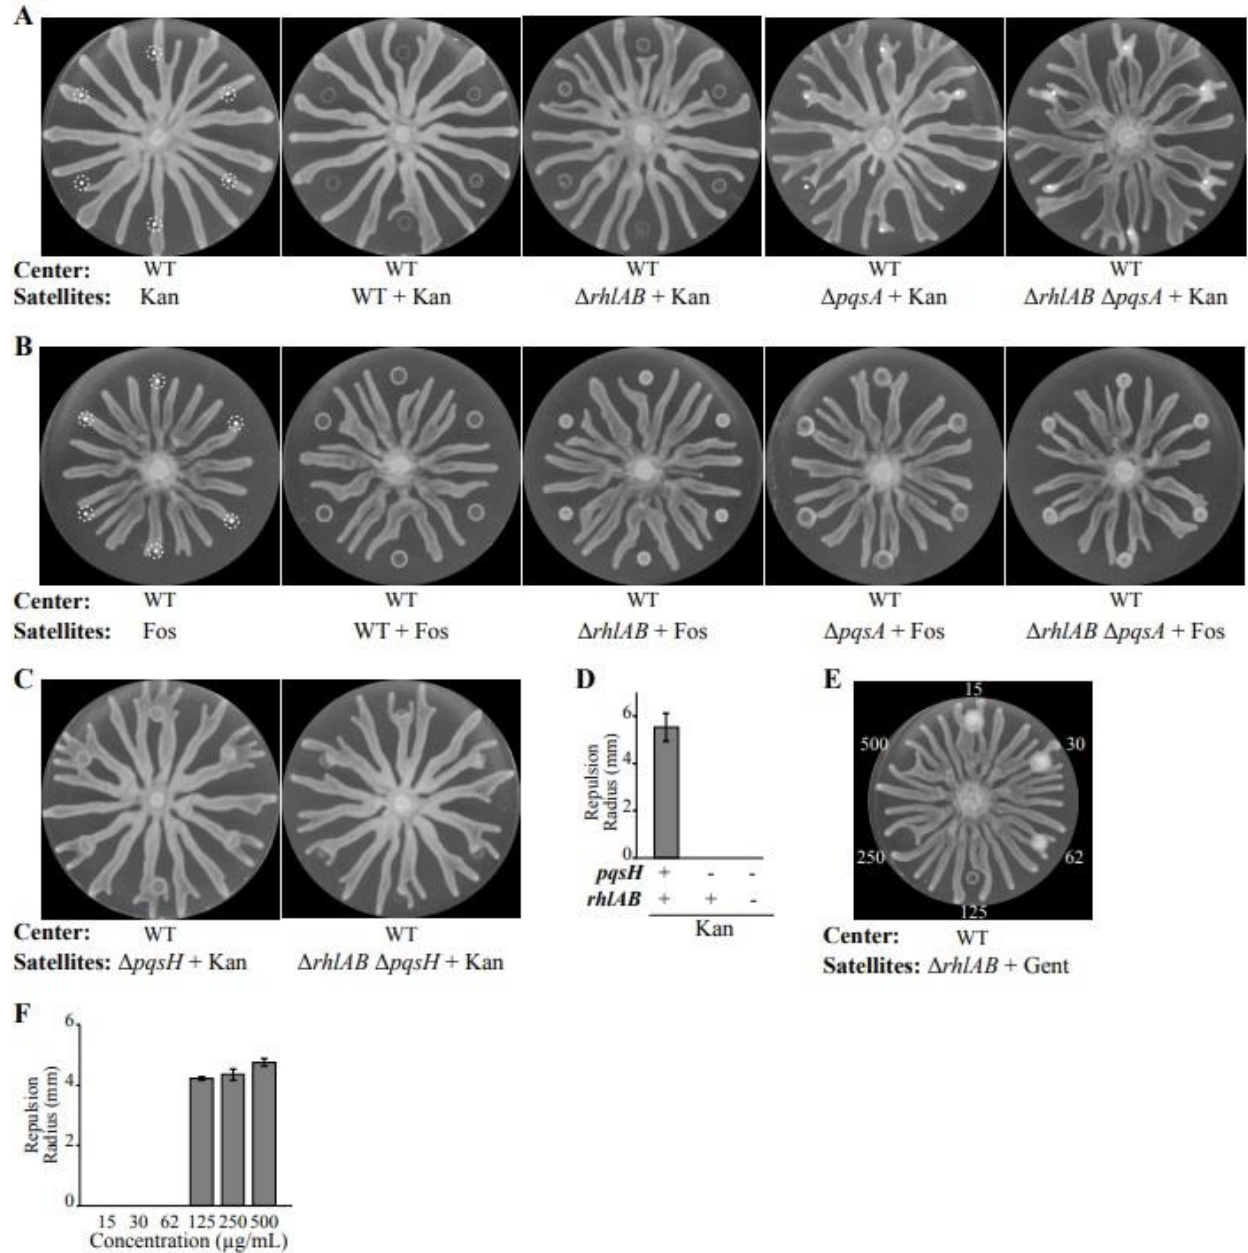 A
Center: WT WT WT WT WT
Satellites: Kan WT + Kan ΔrhlAB + Kan ΔpqsA + Kan ΔrhlAB ΔpqsA + Kan
B
Center: WT WT WT WT WT
Satellites: Fos WT + Fos ΔrhlAB + Fos ΔpqsA + Fos ΔrhlAB ΔpqsA + Fos
C
Center: WT WT
Satellites: ΔpqsH + Kan ΔrhlAB ΔpqsH + Kan
D
Repulsion
Radius (mm)
6
4
2
0
pqsH + - -
rhlAB + + -
Kan
E
15
500 30
250 62
125
Center: WT
Satellites: ΔrhlAB + Gent
F
Repulsion
Radius (mm)
6
4
2
0
15 30 62 125 250 500
Concentration (µg/mL)